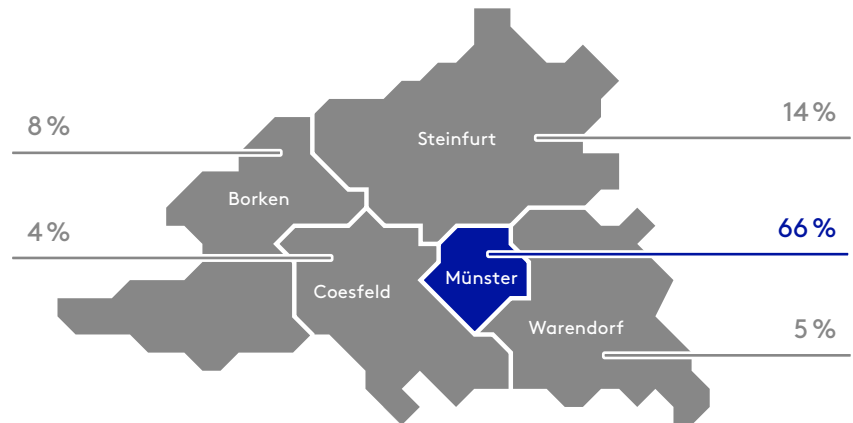 8 %
14 %
Steinfurt
Borken
4 %
66 %
Münster
Coesfeld
Warendorf
5 %